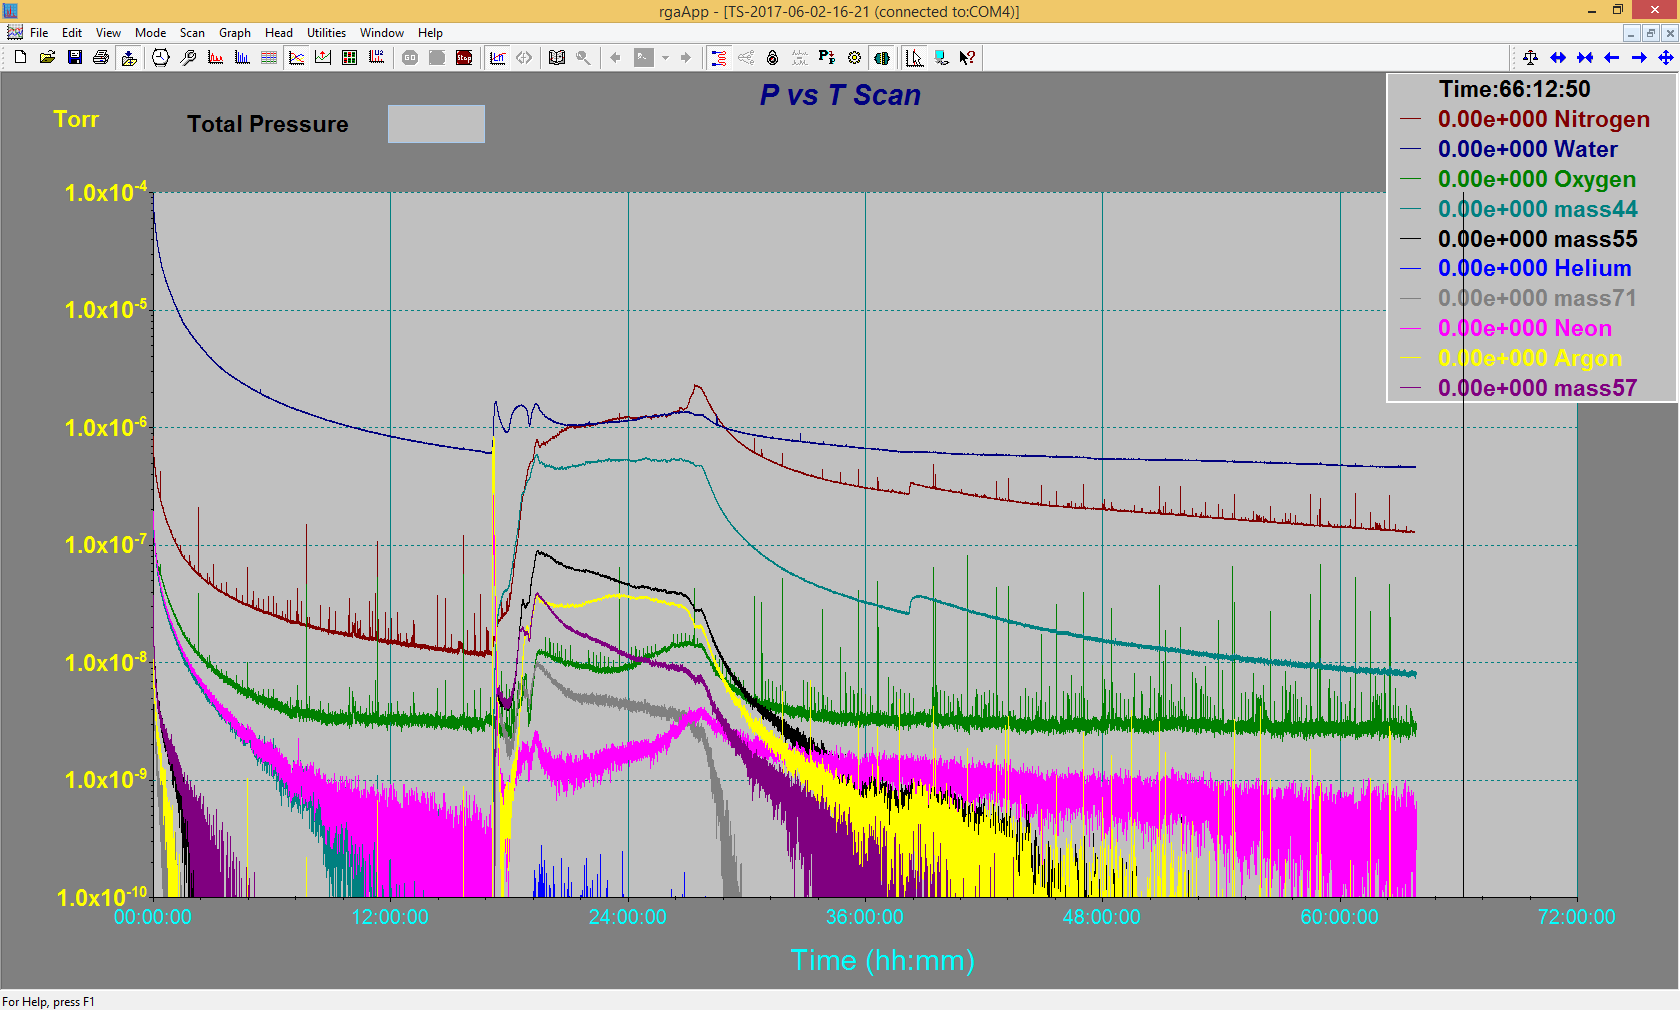 rgaApp - [TS-2017-06-02-16-21 (connected to:COM4)]
File Edit View Mode Scan Graph Head Utilities Window Help
GO Stop
P vs T Scan
Torr
Total Pressure
Time:66:12:50
0.00e+000 Nitrogen
0.00e+000 Water
0.00e+000 Oxygen
0.00e+000 mass44
0.00e+000 mass55
0.00e+000 Helium
0.00e+000 mass71
0.00e+000 Neon
0.00e+000 Argon
0.00e+000 mass57
1.0x10⁻⁴
1.0x10⁻⁵
1.0x10⁻⁶
1.0x10⁻⁷
1.0x10⁻⁸
1.0x10⁻⁹
1.0x10⁻¹⁰
00:00:00 12:00:00 24:00:00 36:00:00 48:00:00 60:00:00 72:00:00
Time (hh:mm)
For Help, press F1